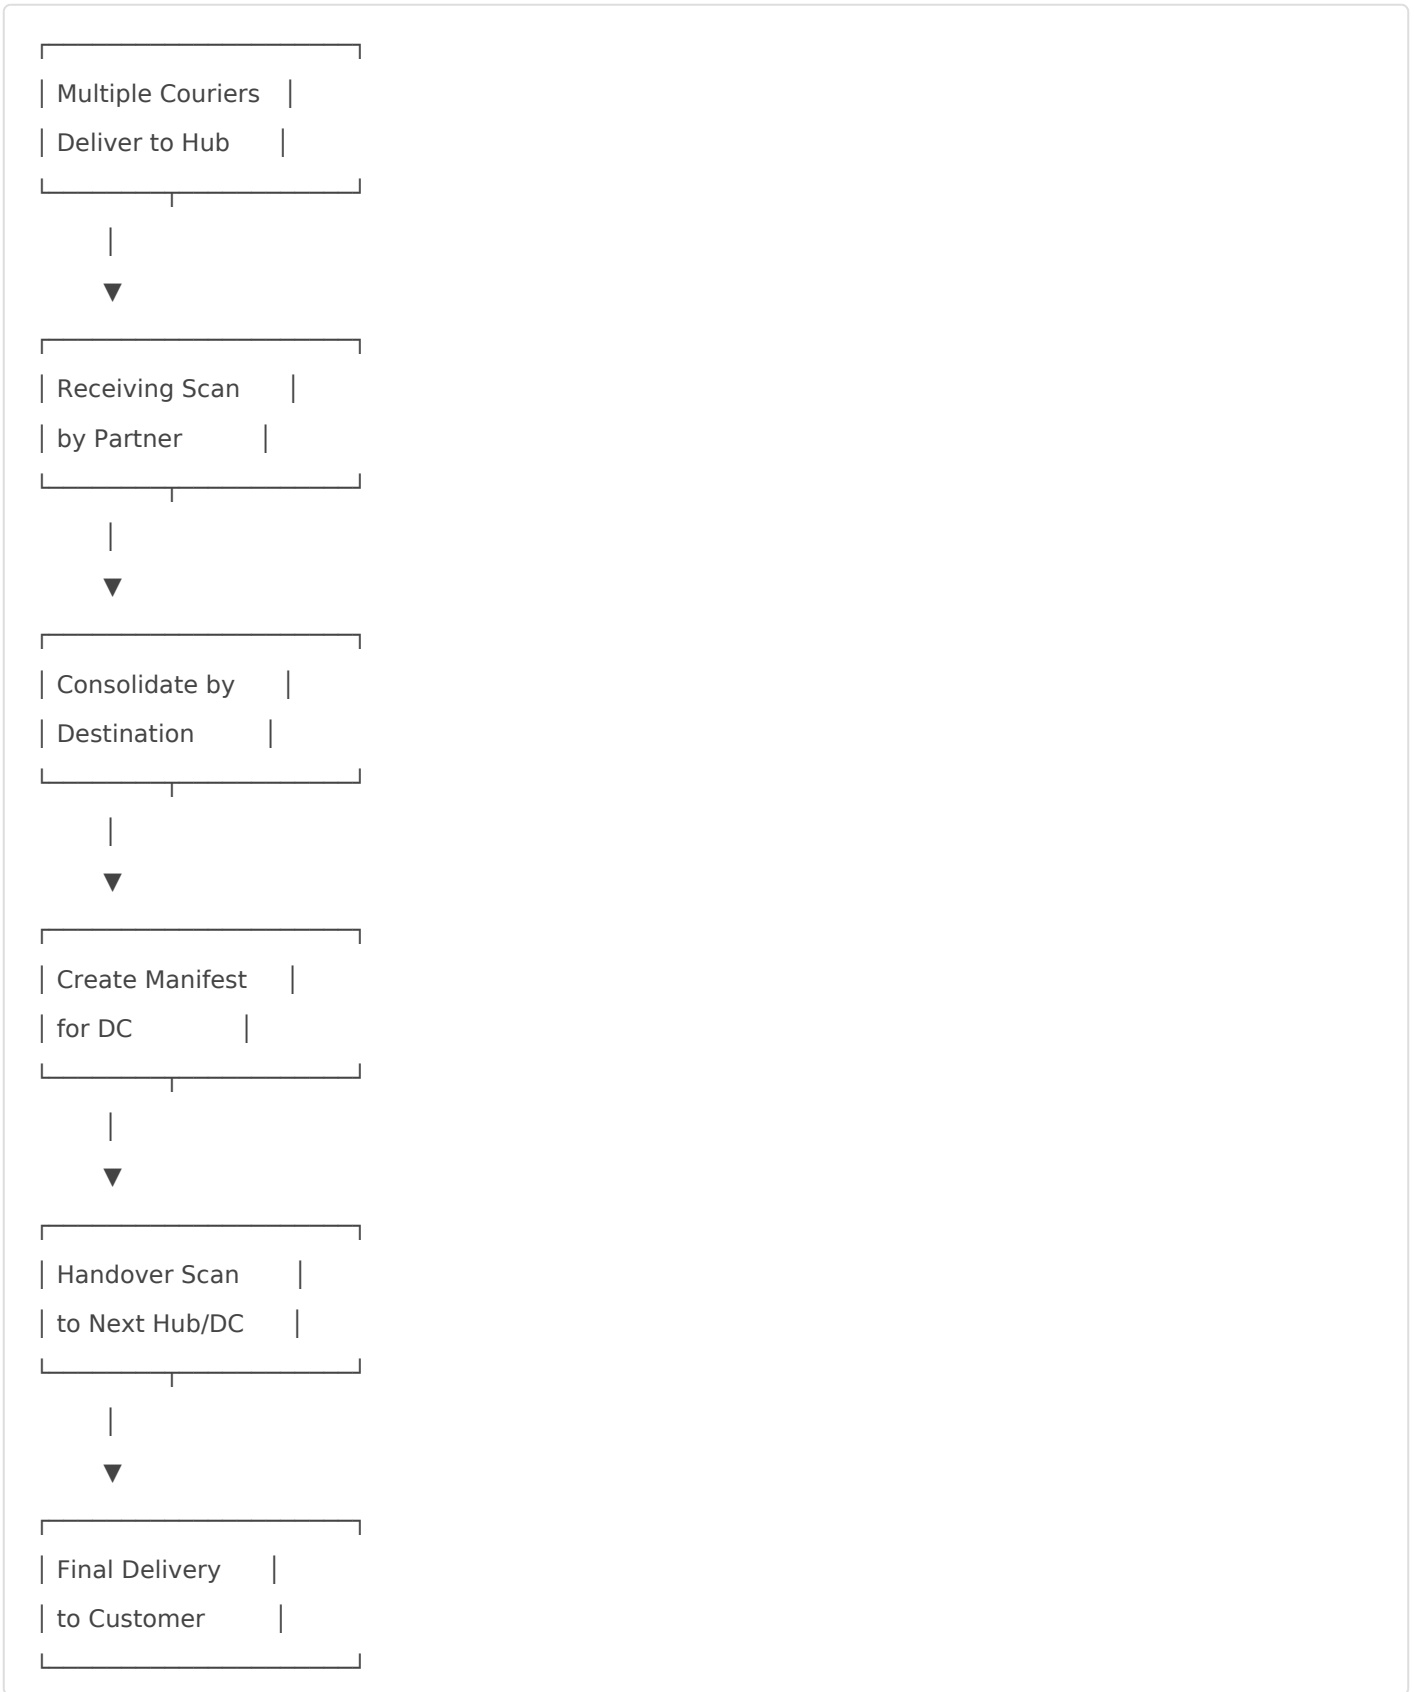 ┌─────────────────────┐
│ Multiple Couriers │
│ Deliver to Hub │
└────────┬────────────┘
│
▼
┌─────────────────────┐
│ Receiving Scan │
│ by Partner │
└────────┬────────────┘
│
▼
┌─────────────────────┐
│ Consolidate by │
│ Destination │
└────────┬────────────┘
│
▼
┌─────────────────────┐
│ Create Manifest │
│ for DC │
└────────┬────────────┘
│
▼
┌─────────────────────┐
│ Handover Scan │
│ to Next Hub/DC │
└────────┬────────────┘
│
▼
┌─────────────────────┐
│ Final Delivery │
│ to Customer │
└─────────────────────┘